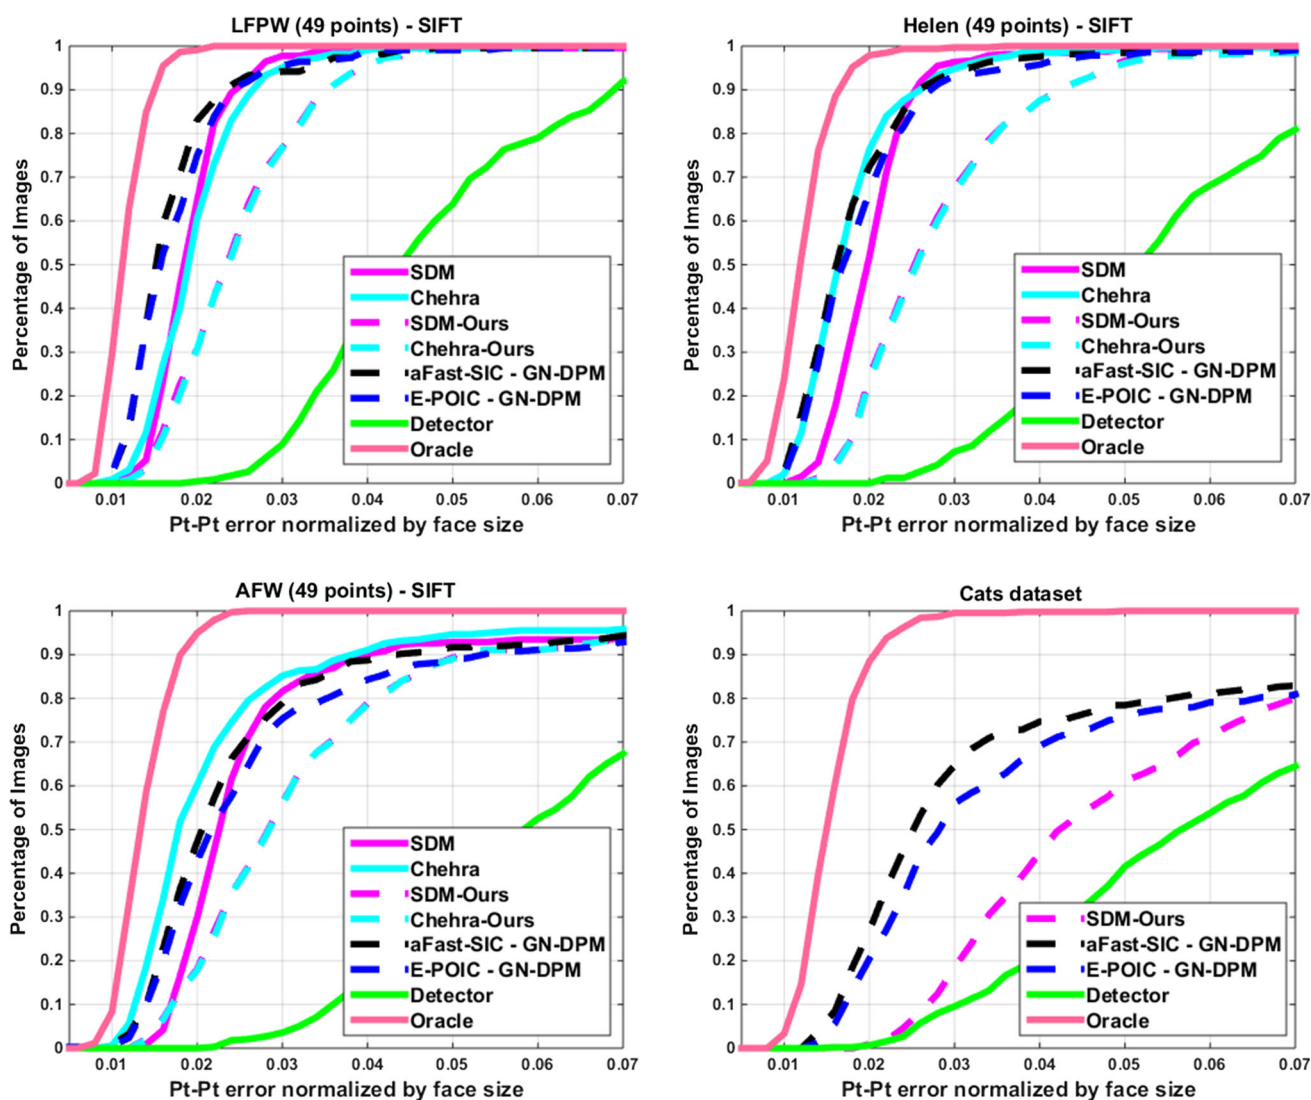 LFPW (49 points) - SIFT
Percentage of Images
1
0.9
0.8
0.7
0.6
0.5
0.4
0.3
0.2
0.1
0
SDM
Chehra
SDM-Ours
Chehra-Ours
aFast-SIC - GN-DPM
E-POIC - GN-DPM
Detector
Oracle
0.01 0.02 0.03 0.04 0.05 0.06 0.07
Pt-Pt error normalized by face size
Helen (49 points) - SIFT
Percentage of Images
1
0.9
0.8
0.7
0.6
0.5
0.4
0.3
0.2
0.1
0
SDM
Chehra
SDM-Ours
Chehra-Ours
aFast-SIC - GN-DPM
E-POIC - GN-DPM
Detector
Oracle
0.01 0.02 0.03 0.04 0.05 0.06 0.07
Pt-Pt error normalized by face size
AFW (49 points) - SIFT
Percentage of Images
1
0.9
0.8
0.7
0.6
0.5
0.4
0.3
0.2
0.1
0
SDM
Chehra
SDM-Ours
Chehra-Ours
aFast-SIC - GN-DPM
E-POIC - GN-DPM
Detector
Oracle
0.01 0.02 0.03 0.04 0.05 0.06 0.07
Pt-Pt error normalized by face size
Cats dataset
Percentage of Images
1
0.9
0.8
0.7
0.6
0.5
0.4
0.3
0.2
0.1
0
SDM-Ours
aFast-SIC - GN-DPM
E-POIC - GN-DPM
Detector
Oracle
0.01 0.02 0.03 0.04 0.05 0.06 0.07
Pt-Pt error normalized by face size